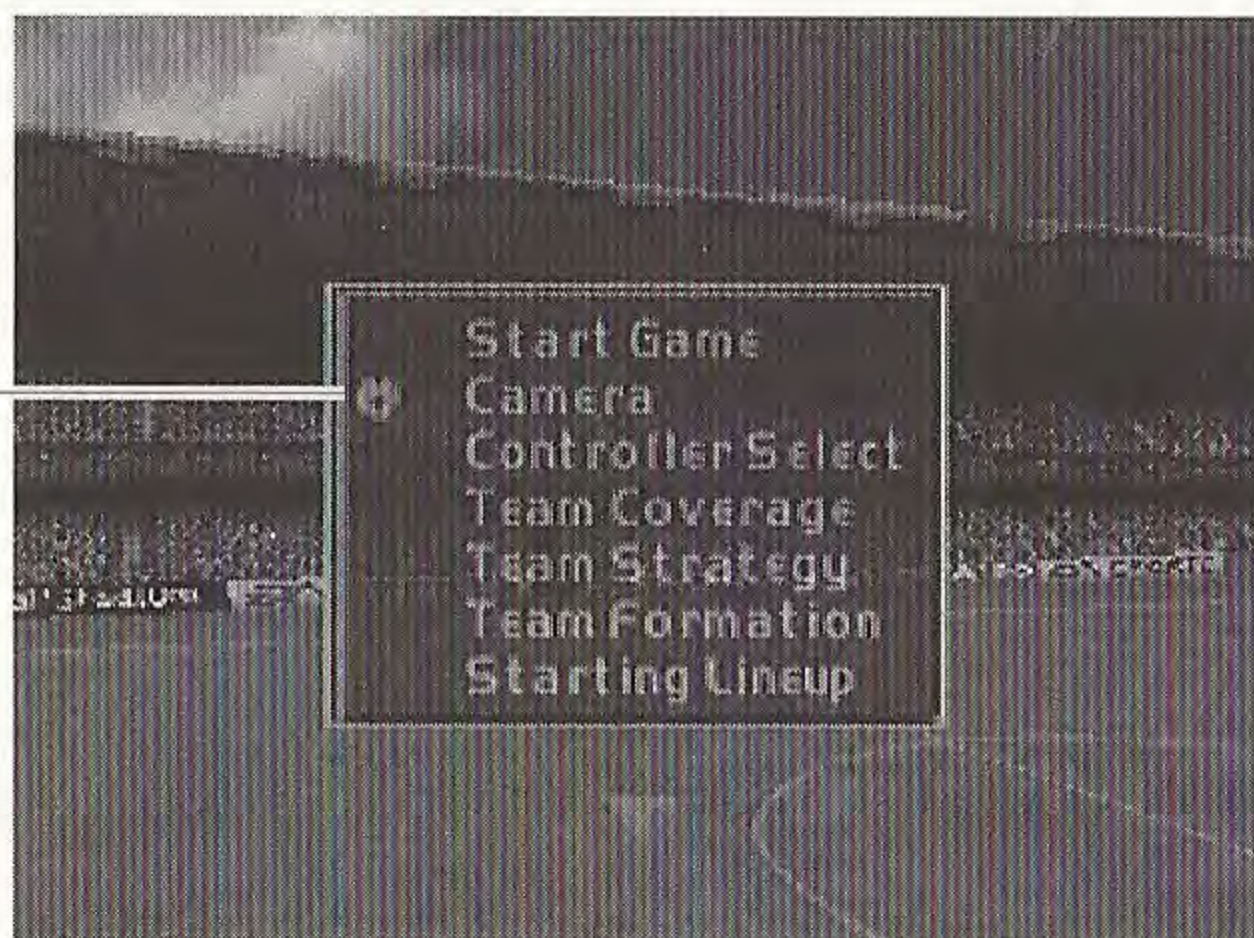 Start Game
Camera
Controller Select
Team Coverage
Team Strategy
Team Formation
Starting Lineup